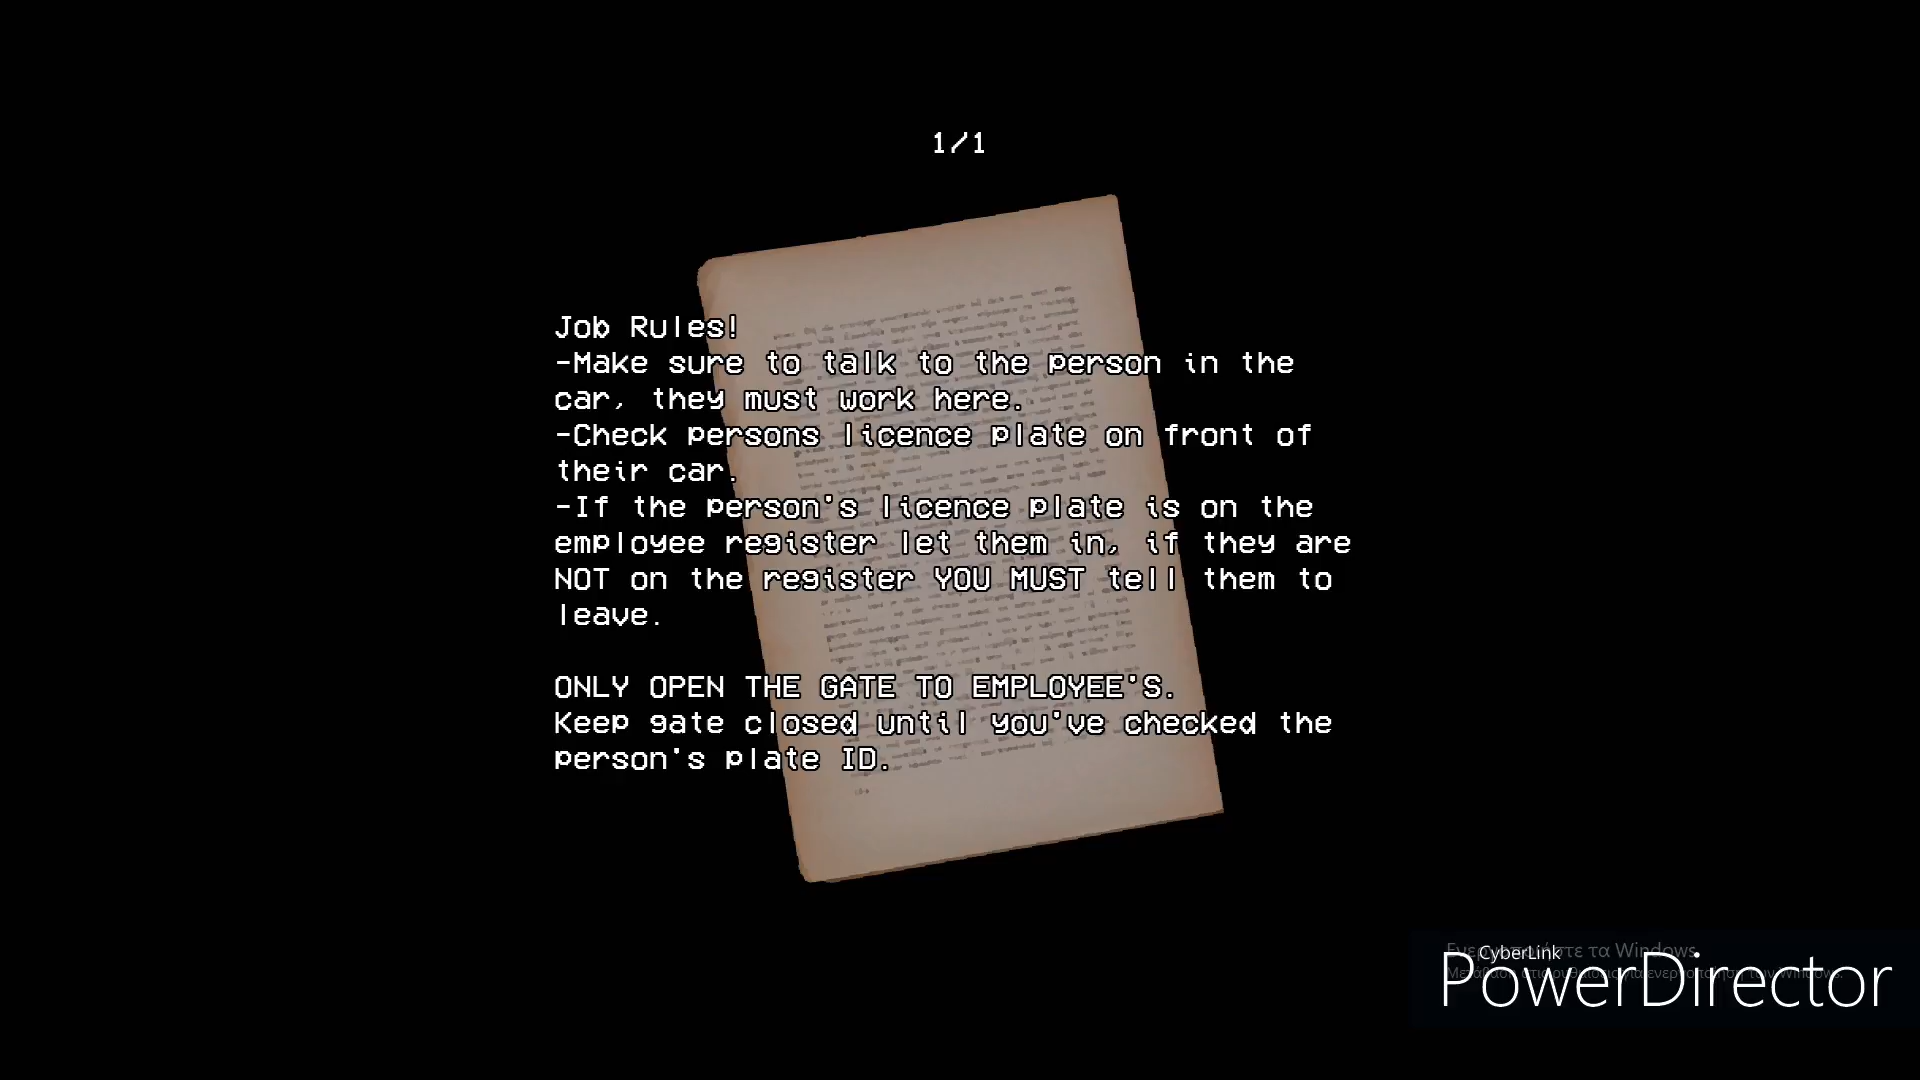 1/1
Job Rules!
-Make sure to talk to the person in the
car, they must work here.
-Check persons licence plate on front of
their car.
-If the person's licence plate is on the
employee register let them in, if they are
NOT on the register YOU MUST tell them to
leave.
ONLY OPEN THE GATE TO EMPLOYEE'S.
Keep gate closed until you've checked the
person's plate ID.
Ενεργοποιήστε τα Windows
CyberLink
PowerDirector